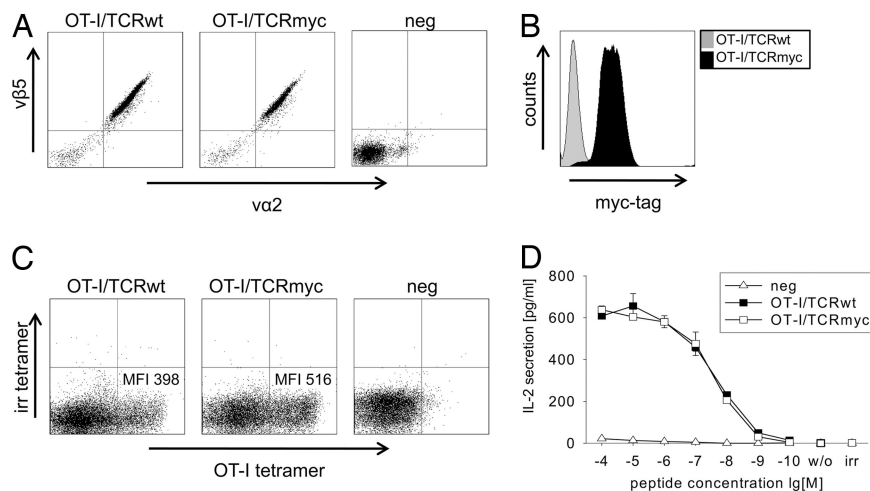 A
OT-I/TCRwt
OT-I/TCRmyc
neg
vβ5
vα2
B
OT-I/TCRwt
OT-I/TCRmyc
counts
myc-tag
C
OT-I/TCRwt
OT-I/TCRmyc
neg
irr tetramer
MFI 398
MFI 516
OT-I tetramer
D
neg
OT-I/TCRwt
OT-I/TCRmyc
IL-2 secretion [pg/ml]
800
600
400
200
0
-4 -5 -6 -7 -8 -9 -10 w/o irr
peptide concentration lg[M]